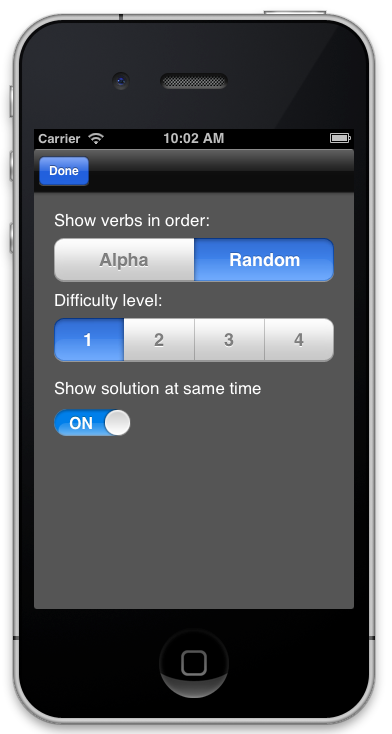 Carrier 10:02 AM
Done
Show verbs in order:
Alpha Random
Difficulty level:
1 2 3 4
Show solution at same time
ON